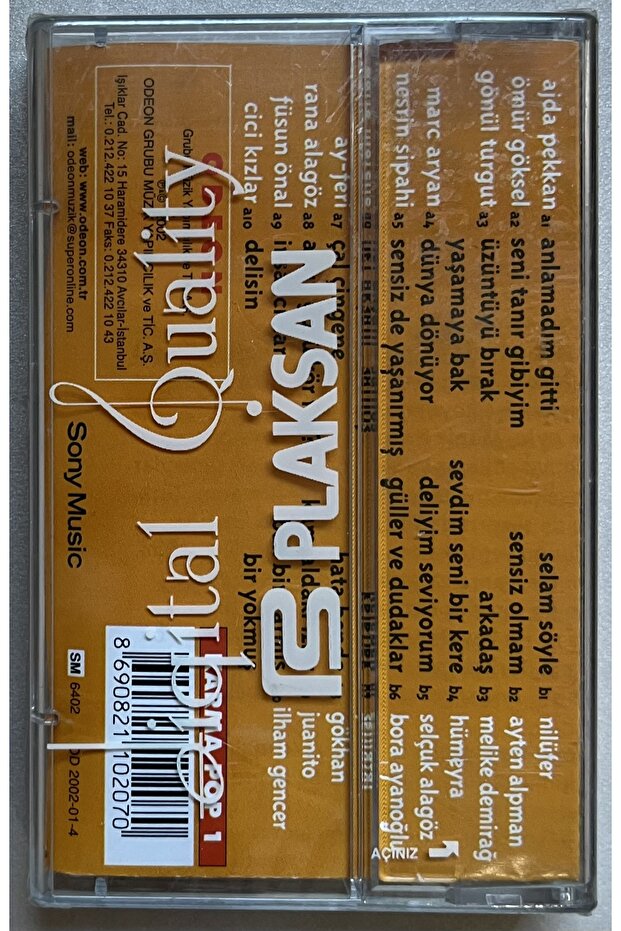 ajda pekkan a1 anlamadım gitti
ömür göksel a2 seni tanır gibiyim
gönül turgut a3 üzüntüyü bırak
yaşamaya bak
marc aryan a4 dünya dönüyor
nesrin sipahi a5 sensiz de yaşanırmış
selam söyle b1 nilüfer
sensiz olmam b2 ayten alpman
arkadaş b3 melike demirağ
sevdim seni bir kere b4 hümeyra
deliyim seviyorum b5 selçuk alagöz
güller ve dudaklar b6 bora ayanoğlu
AÇINIZ
ay feri a7
rana alagöz a8
füsun önal a9
cici kızlar a10 delisin
gökhan
juanito
bir yokmuş ilham gencer
PLAKSAN
Digital Quality
ODEON GRUBU MÜZİK YAPIMCILIK ve TİC. A.Ş.
Işıklar Cad. No: 15 Haramidere 34310 Avcılar-İstanbul
Tel.: 0.212.422 10 37 Faks: 0.212.422 10 43
web: www.odeon.com.tr
mail: odeonmuzik@superonline.com
Sony Music
SM 6402
2002-01-4
POP 1
8 690821 102070